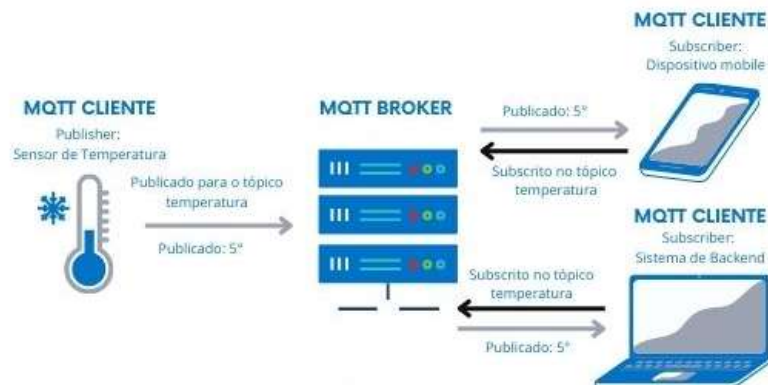 MQTT CLIENTE
Publisher:
Sensor de Temperatura
Publicado para o tópico
temperatura
Publicado: 5°
MQTT BROKER
Publicado: 5°
Subscrito no tópico
temperatura
MQTT CLIENTE
Subscriber:
Dispositivo mobile
Subscrito no tópico
temperatura
Publicado: 5°
MQTT CLIENTE
Subscriber:
Sistema de Backend